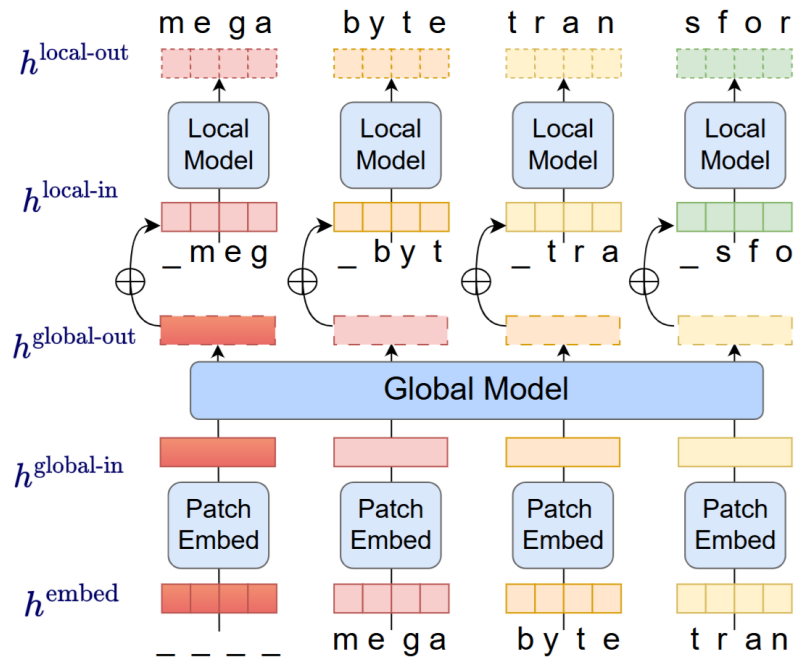 m e g a b y t e t r a n s f o r
h^local-out
Local Model Local Model Local Model Local Model
h^local-in
_ m e g _ b y t _ t r a _ s f o
h^global-out
Global Model
h^global-in
Patch Embed Patch Embed Patch Embed Patch Embed
h^embed
_ _ _ _ m e g a b y t e t r a n